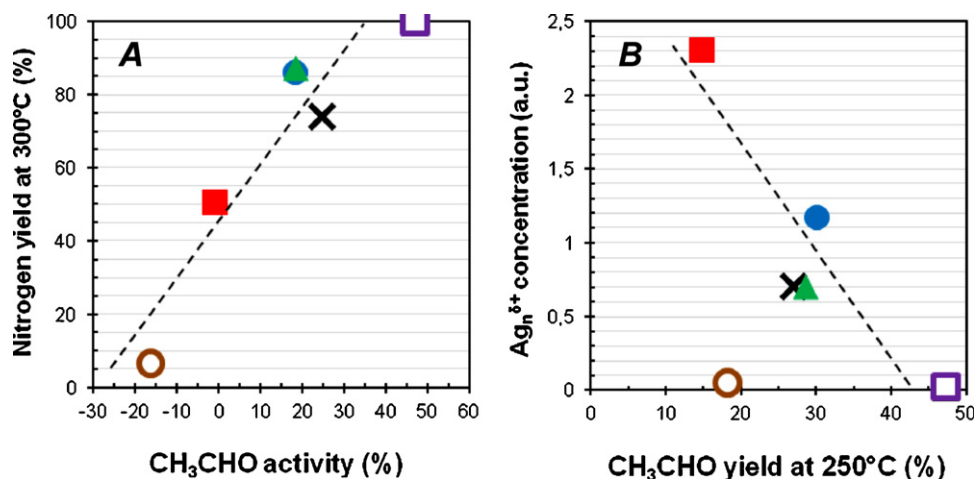 A
Nitrogen yield at 300°C (%)
100
80
60
40
20
0
-30 -20 -10 0 10 20 30 40 50 60
CH₃CHO activity (%)
B
Agₙᵟ⁺ concentration (a.u.)
2,5
2
1,5
1
0,5
0
0 10 20 30 40 50
CH₃CHO yield at 250°C (%)